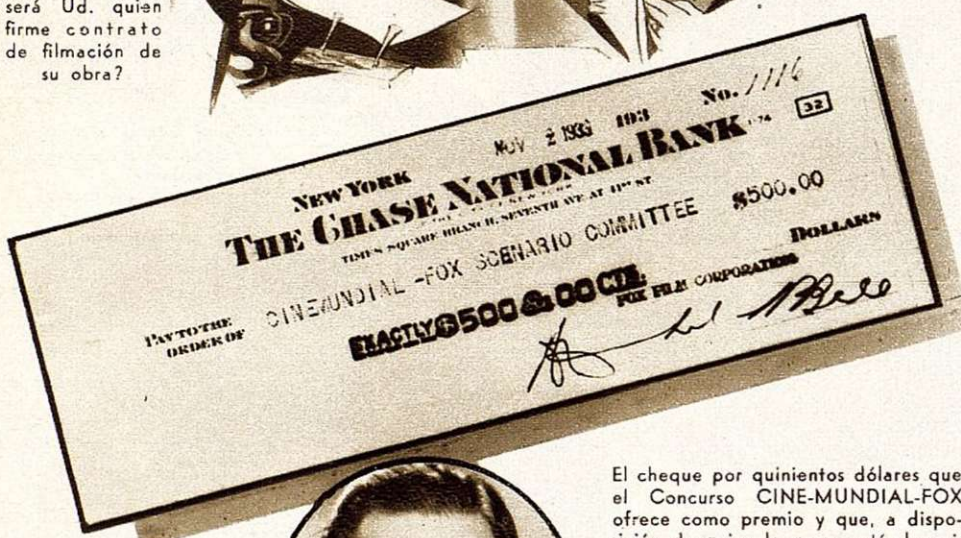 será Ud. quien
firme contrato
de filmación de
su obra?
No. 1116
NOV 2 1933 193
32
NEW YORK
THE CHASE NATIONAL BANK 1-74
TIMES SQUARE BRANCH, SEVENTH AVE AT 41ST ST
CINEMUNDIAL -FOX SCENARIO COMMITTEE $500.00
PAY TO THE
ORDER OF
DOLLARS
EXACTLY $500 & 00 CTS.
FOX FILM CORPORATION
El cheque por quinientos dólares que
el Concurso CINE-MUNDIAL-FOX
ofrece como premio y que, a dispo-